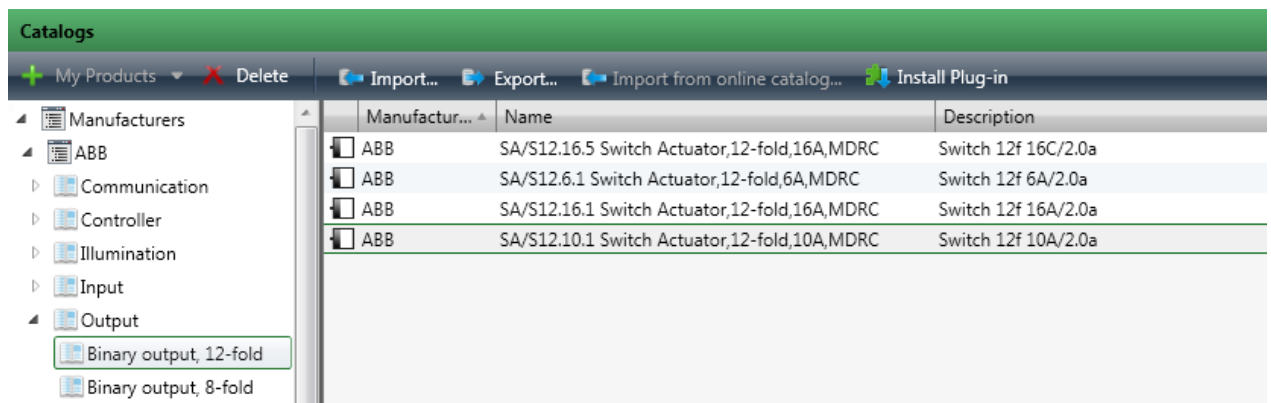 Catalogs
My Products Delete Import... Export... Import from online catalog... Install Plug-in
Manufacturers
ABB
Communication
Controller
Illumination
Input
Output
Binary output, 12-fold
Binary output, 8-fold
Manufactur... Name Description
ABB SA/S12.16.5 Switch Actuator,12-fold,16A,MDRC Switch 12f 16C/2.0a
ABB SA/S12.6.1 Switch Actuator,12-fold,6A,MDRC Switch 12f 6A/2.0a
ABB SA/S12.16.1 Switch Actuator,12-fold,16A,MDRC Switch 12f 16A/2.0a
ABB SA/S12.10.1 Switch Actuator,12-fold,10A,MDRC Switch 12f 10A/2.0a